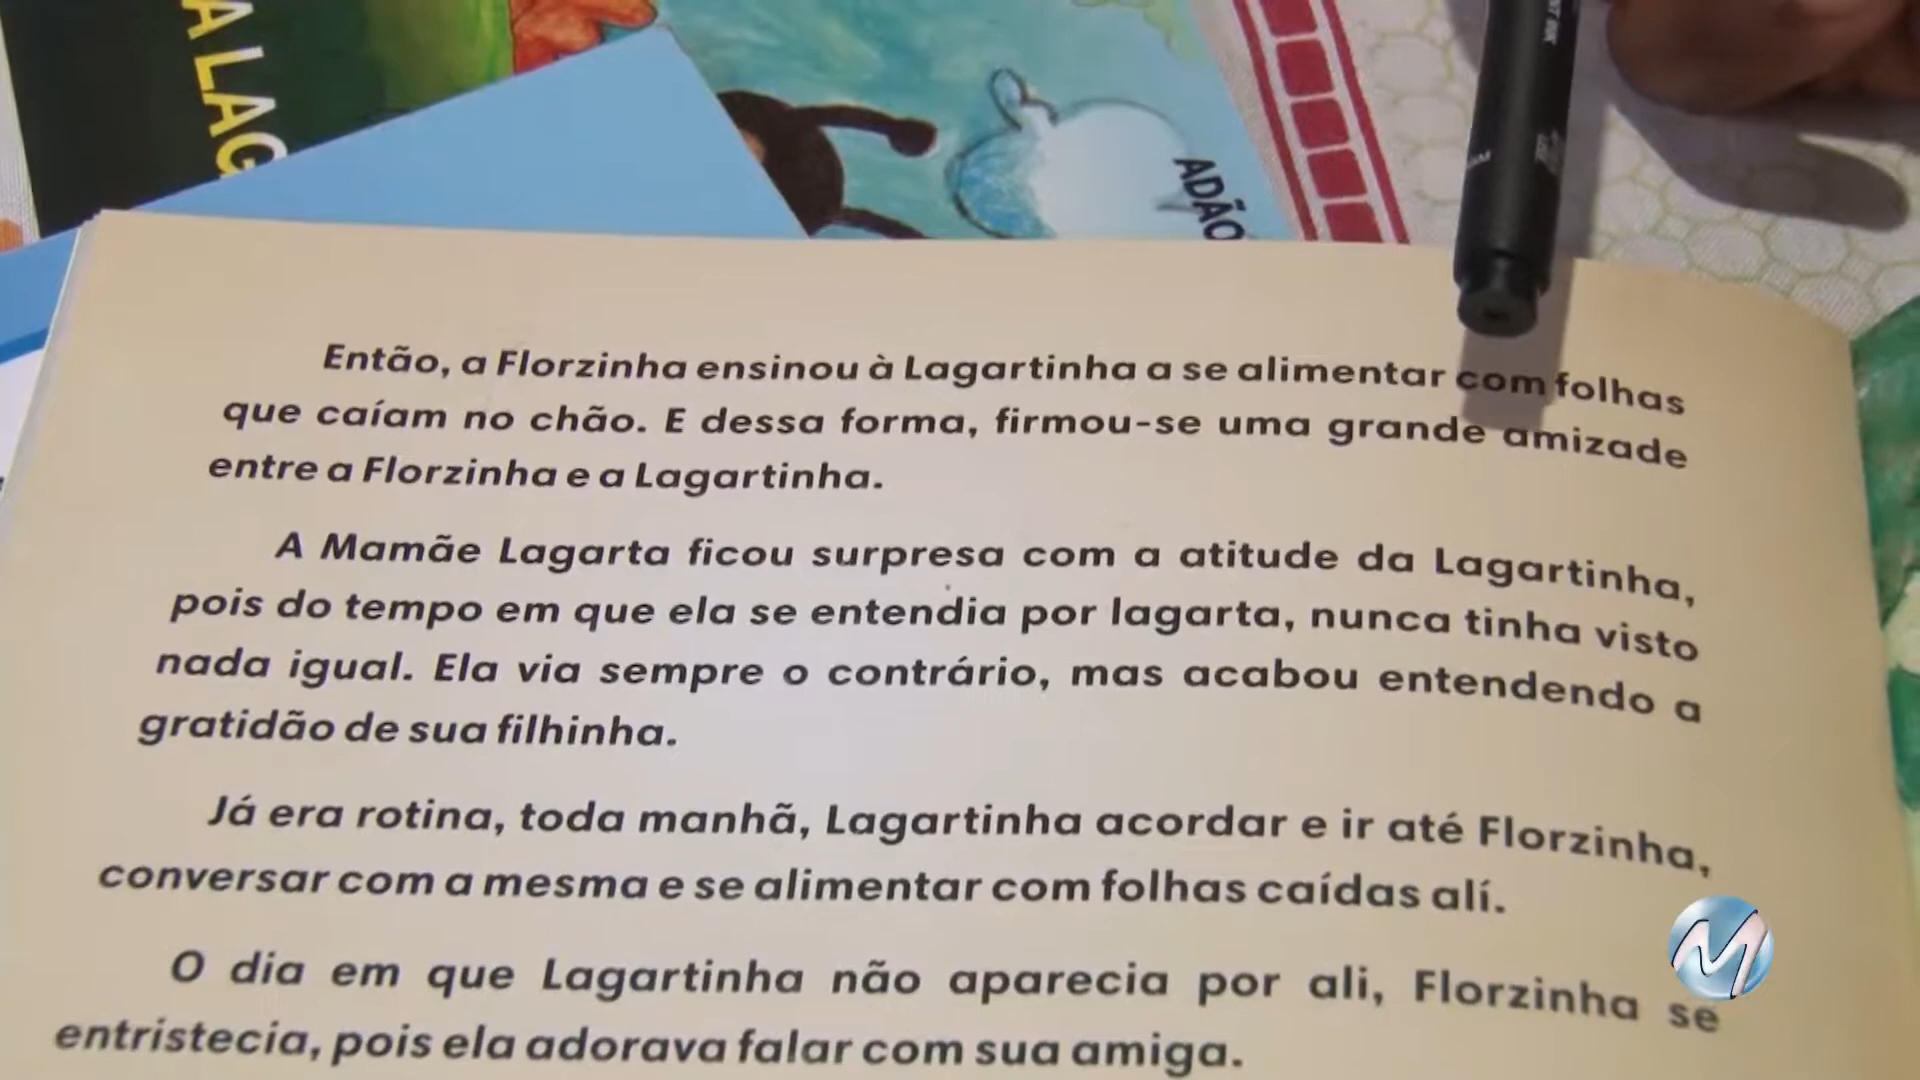 A LAG
ADÃO
Então, a Florzinha ensinou à Lagartinha a se alimentar com folhas
que caíam no chão. E dessa forma, firmou-se uma grande amizade
entre a Florzinha e a Lagartinha.
A Mamãe Lagarta ficou surpresa com a atitude da Lagartinha,
pois do tempo em que ela se entendia por lagarta, nunca tinha visto
nada igual. Ela via sempre o contrário, mas acabou entendendo a
gratidão de sua filhinha.
Já era rotina, toda manhã, Lagartinha acordar e ir até Florzinha,
conversar com a mesma e se alimentar com folhas caídas alí.
O dia em que Lagartinha não aparecia por ali, Florzinha se
entristecia, pois ela adorava falar com sua amiga.
M